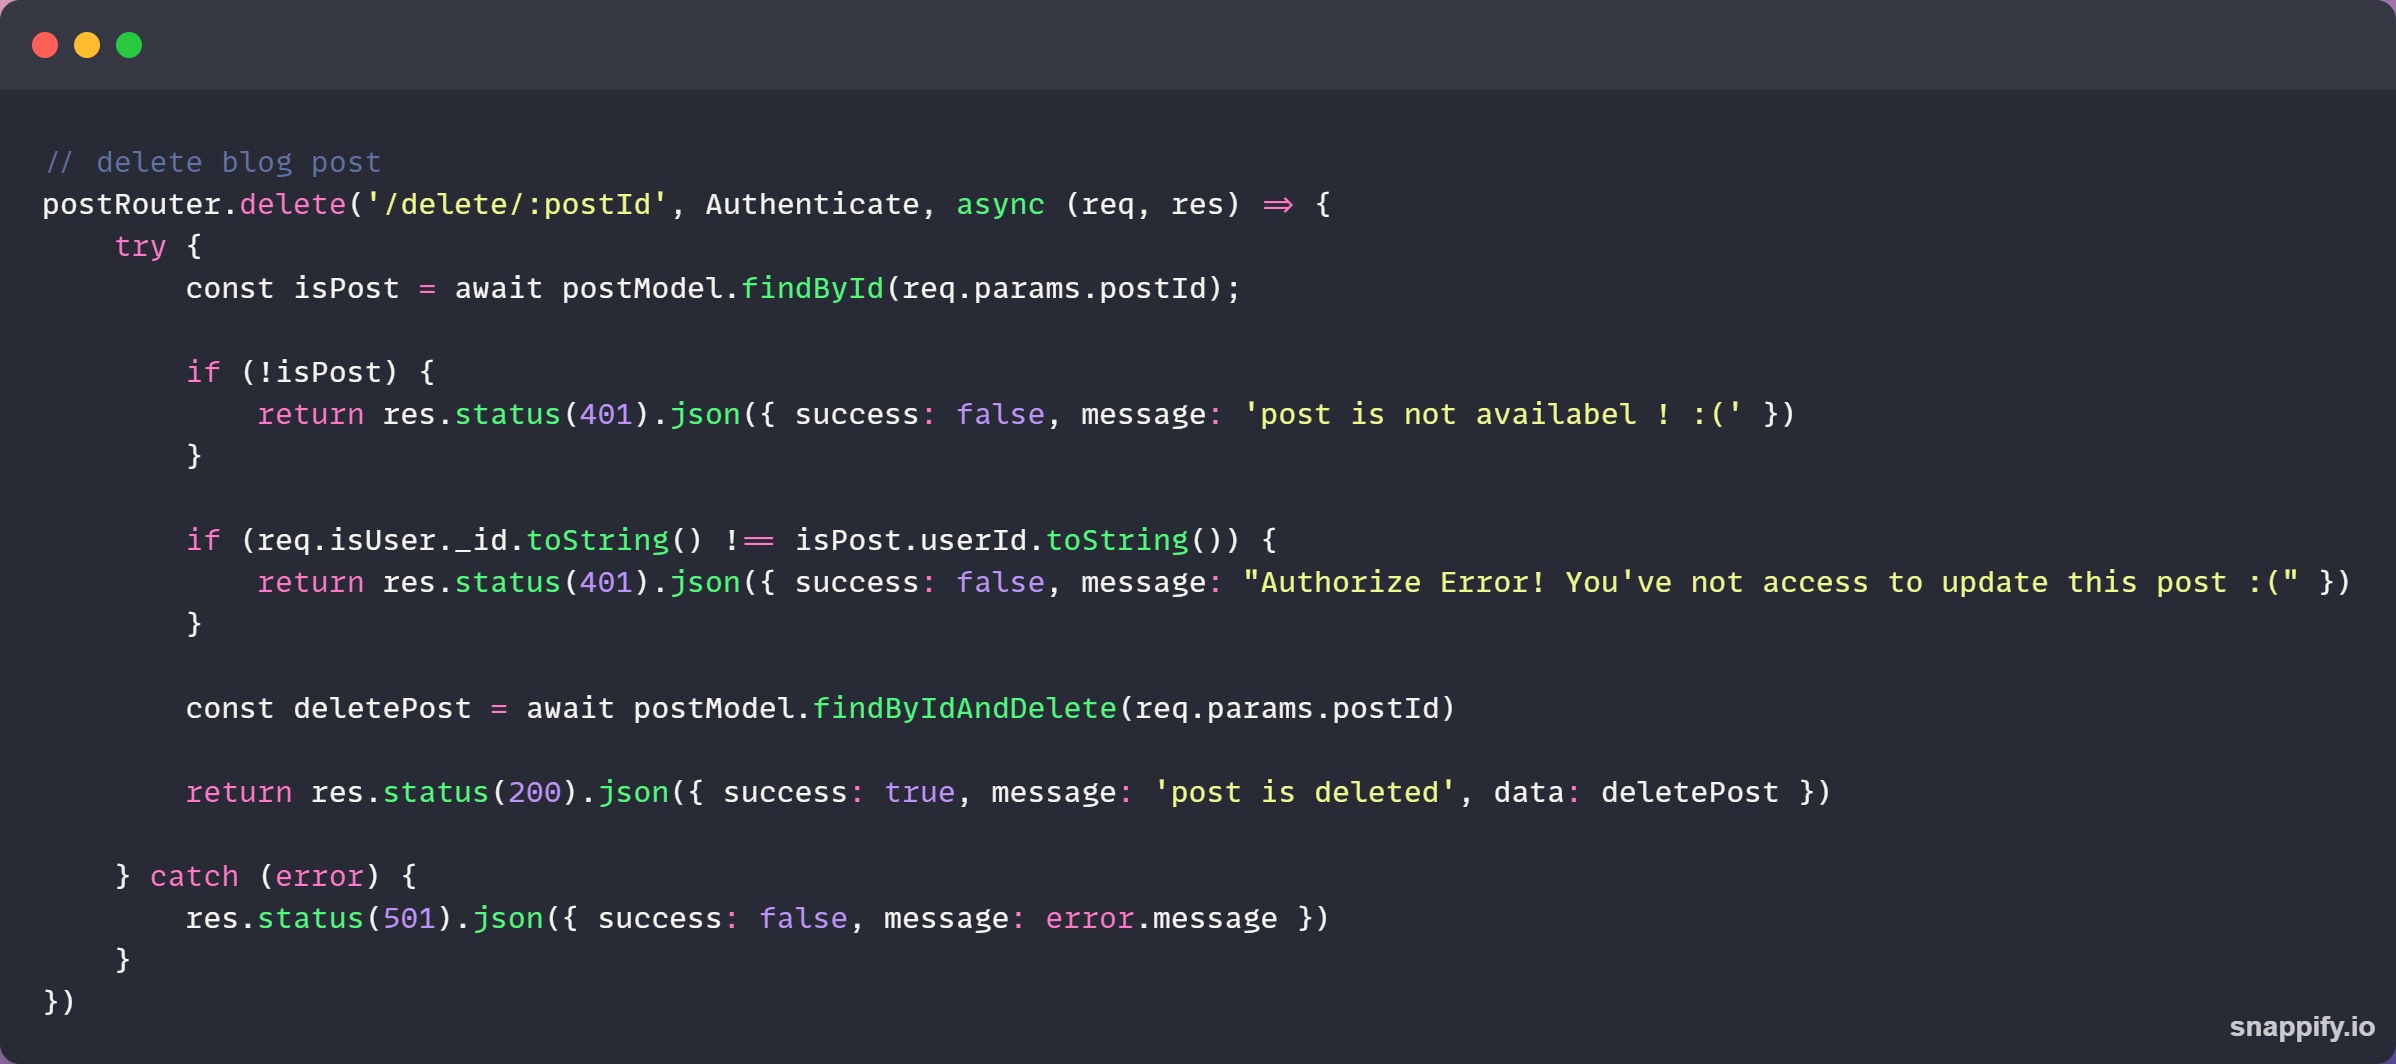 // delete blog post
postRouter.delete('/delete/:postId', Authenticate, async (req, res) => {
    try {
        const isPost = await postModel.findById(req.params.postId);

        if (!isPost) {
            return res.status(401).json({ success: false, message: 'post is not availabel ! :(' })
        }

        if (req.isUser._id.toString() !== isPost.userId.toString()) {
            return res.status(401).json({ success: false, message: "Authorize Error! You've not access to update this post :(" })
        }

        const deletePost = await postModel.findByIdAndDelete(req.params.postId)

        return res.status(200).json({ success: true, message: 'post is deleted', data: deletePost })

    } catch (error) {
        res.status(501).json({ success: false, message: error.message })
    }
})
snappify.io